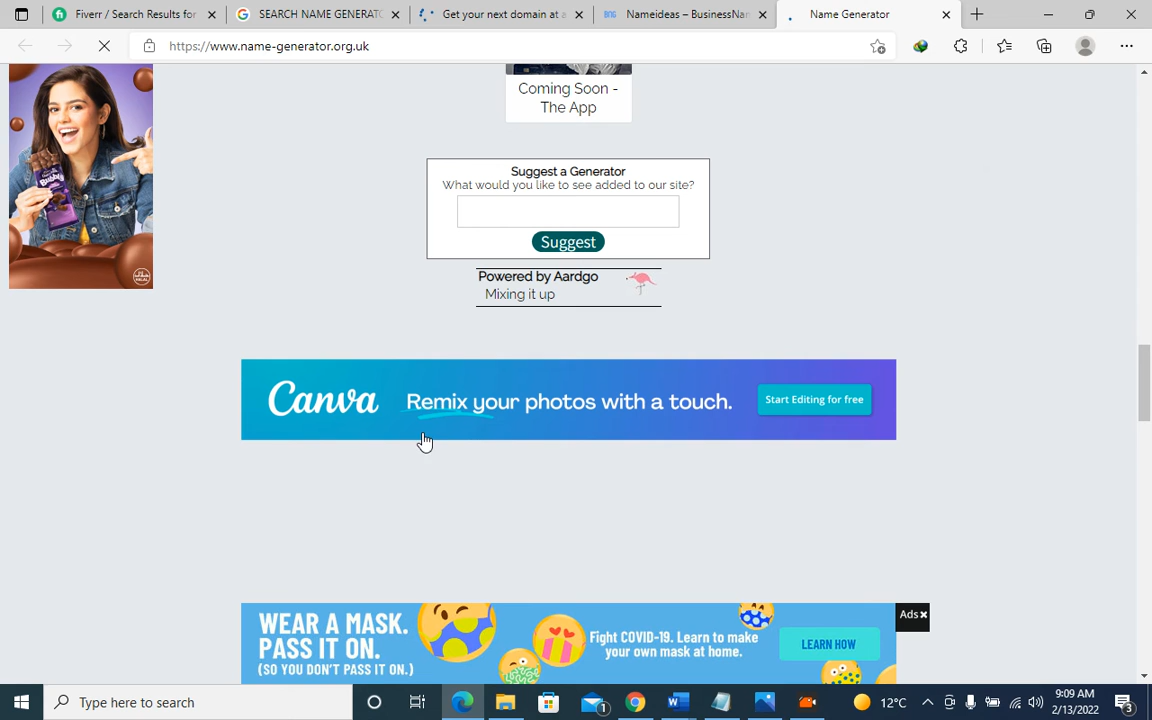 Fiverr / Search Results for
SEARCH NAME GENERAT
Get your next domain at a
Nameideas – BusinessNam
Name Generator
https://www.name-generator.org.uk
Coming Soon -
The App
Suggest a Generator
What would you like to see added to our site?
Suggest
Powered by Aardgo
Mixing it up
Canva
Remix your photos with a touch.
Start Editing for free
WEAR A MASK.
PASS IT ON.
(SO YOU DON'T PASS IT ON.)
Fight COVID-19. Learn to make
your own mask at home.
LEARN HOW
Ads
Type here to search
1
12°C
9:09 AM
2/13/2022
3